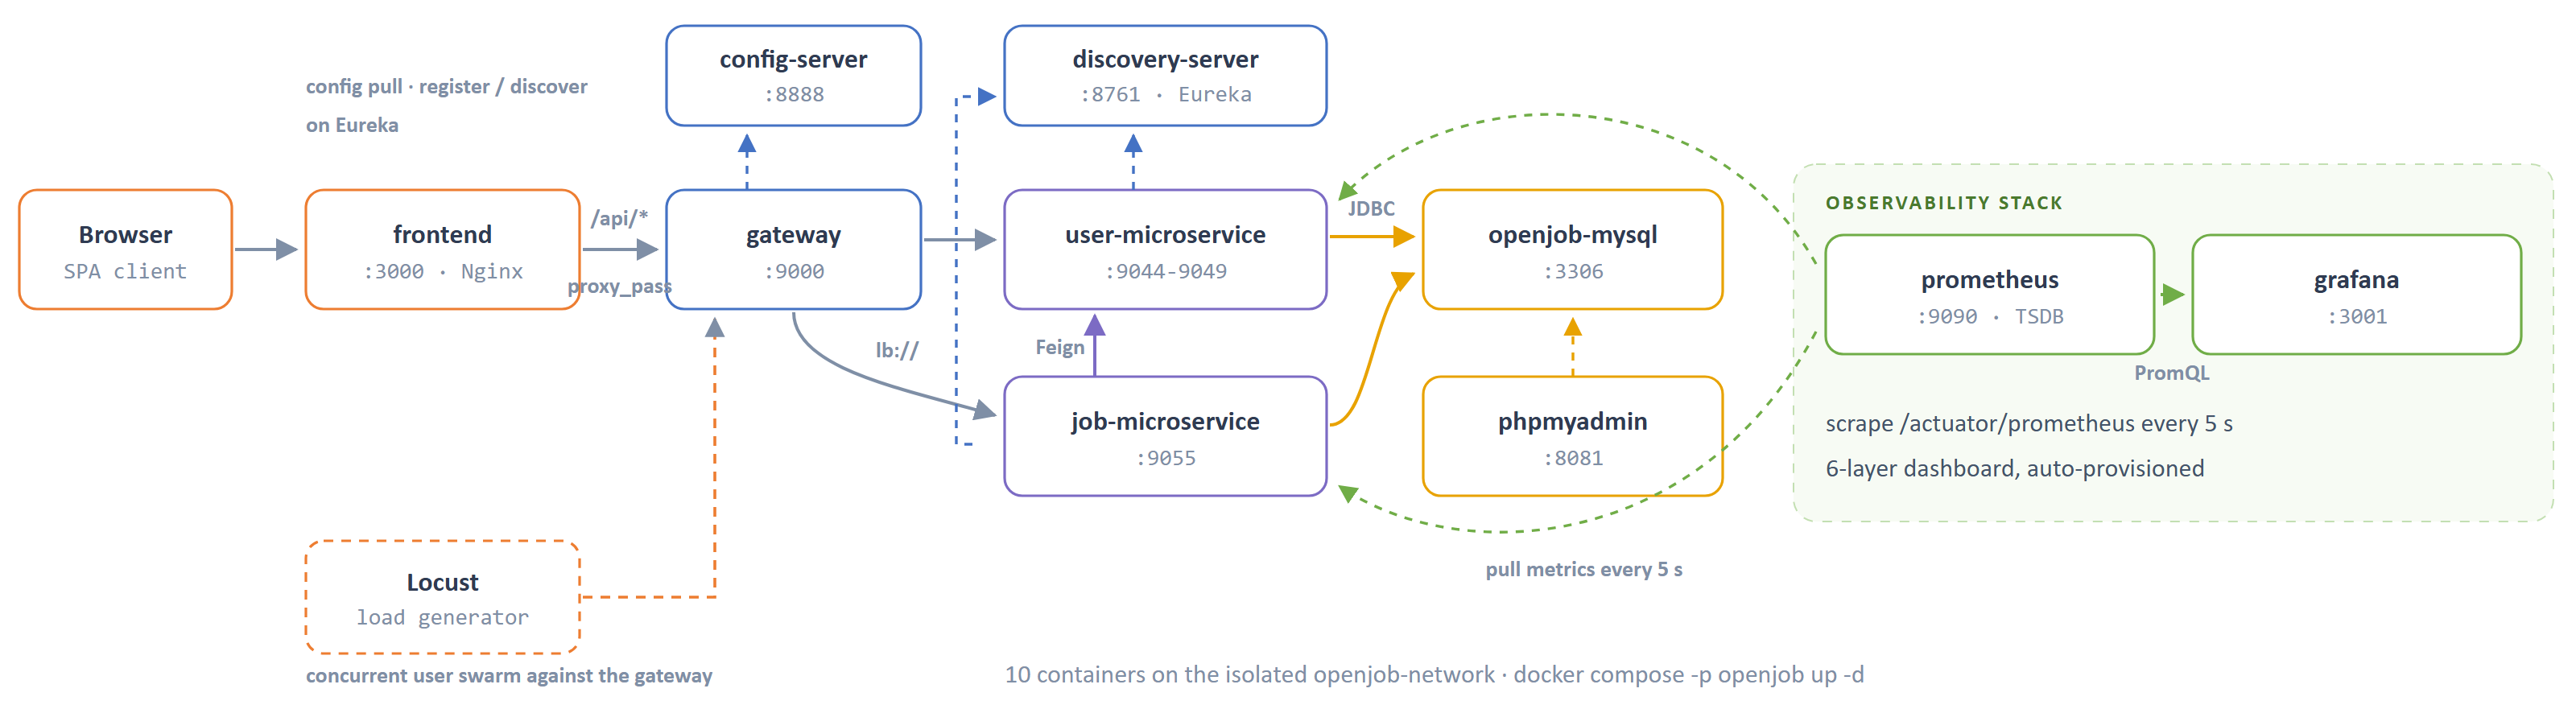 config-server
:8888
discovery-server
:8761 · Eureka
config pull · register / discover
on Eureka
Browser
SPA client
frontend
:3000 · Nginx
/api/*
proxy_pass
gateway
:9000
user-microservice
:9044-9049
JDBC
openjob-mysql
:3306
OBSERVABILITY STACK
prometheus
:9090 · TSDB
grafana
:3001
PromQL
scrape /actuator/prometheus every 5 s
6-layer dashboard, auto-provisioned
lb://
Feign
job-microservice
:9055
phpmyadmin
:8081
pull metrics every 5 s
Locust
load generator
concurrent user swarm against the gateway
10 containers on the isolated openjob-network · docker compose -p openjob up -d